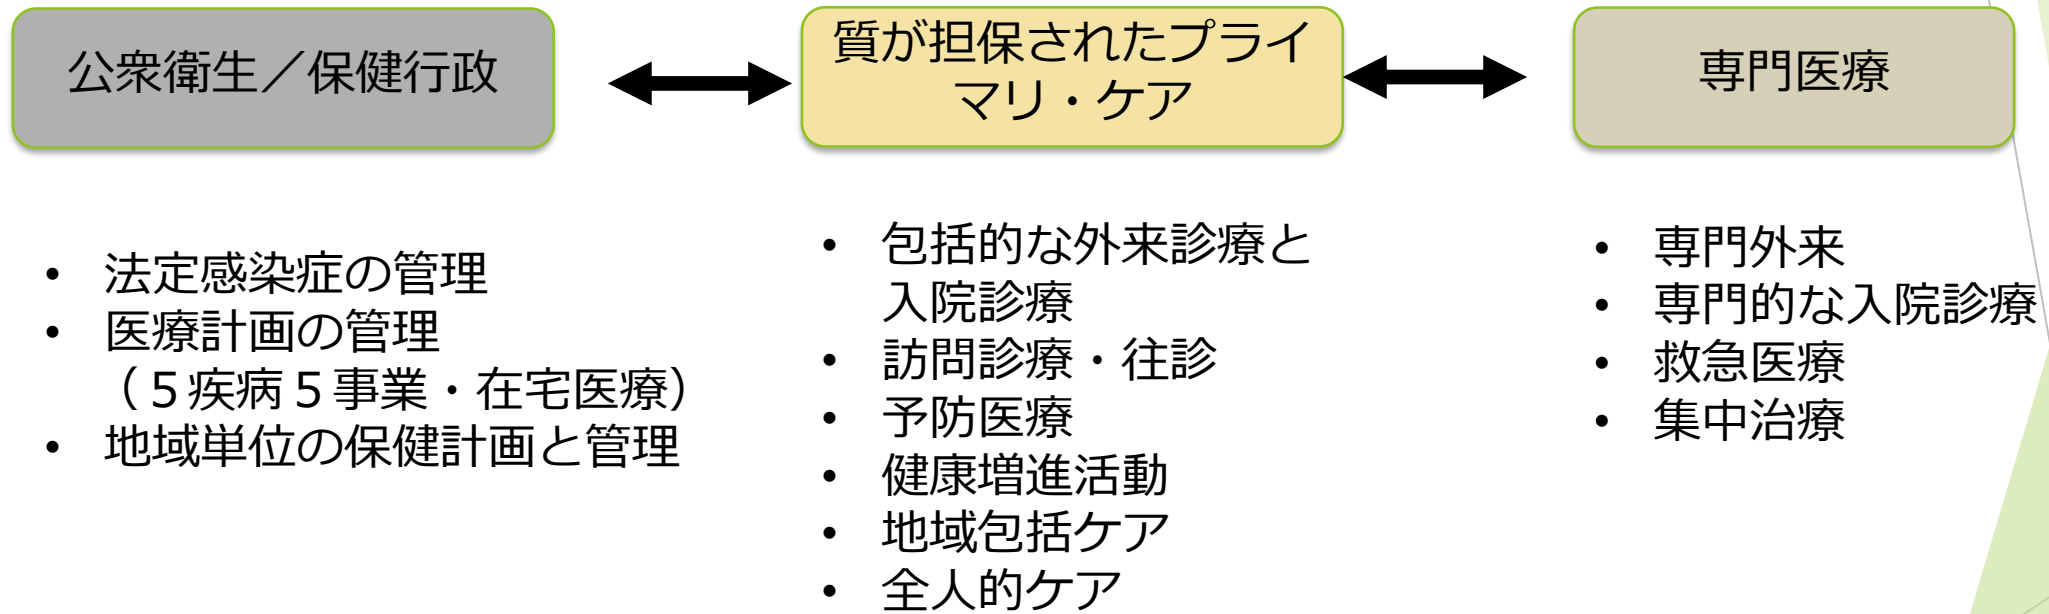 公衆衛生／保健行政
質が担保されたプライ
マリ・ケア
専門医療
• 法定感染症の管理
• 医療計画の管理
（５疾病５事業・在宅医療）
• 地域単位の保健計画と管理
• 包括的な外来診療と
入院診療
• 訪問診療・往診
• 予防医療
• 健康増進活動
• 地域包括ケア
• 全人的ケア
• 専門外来
• 専門的な入院診療
• 救急医療
• 集中治療